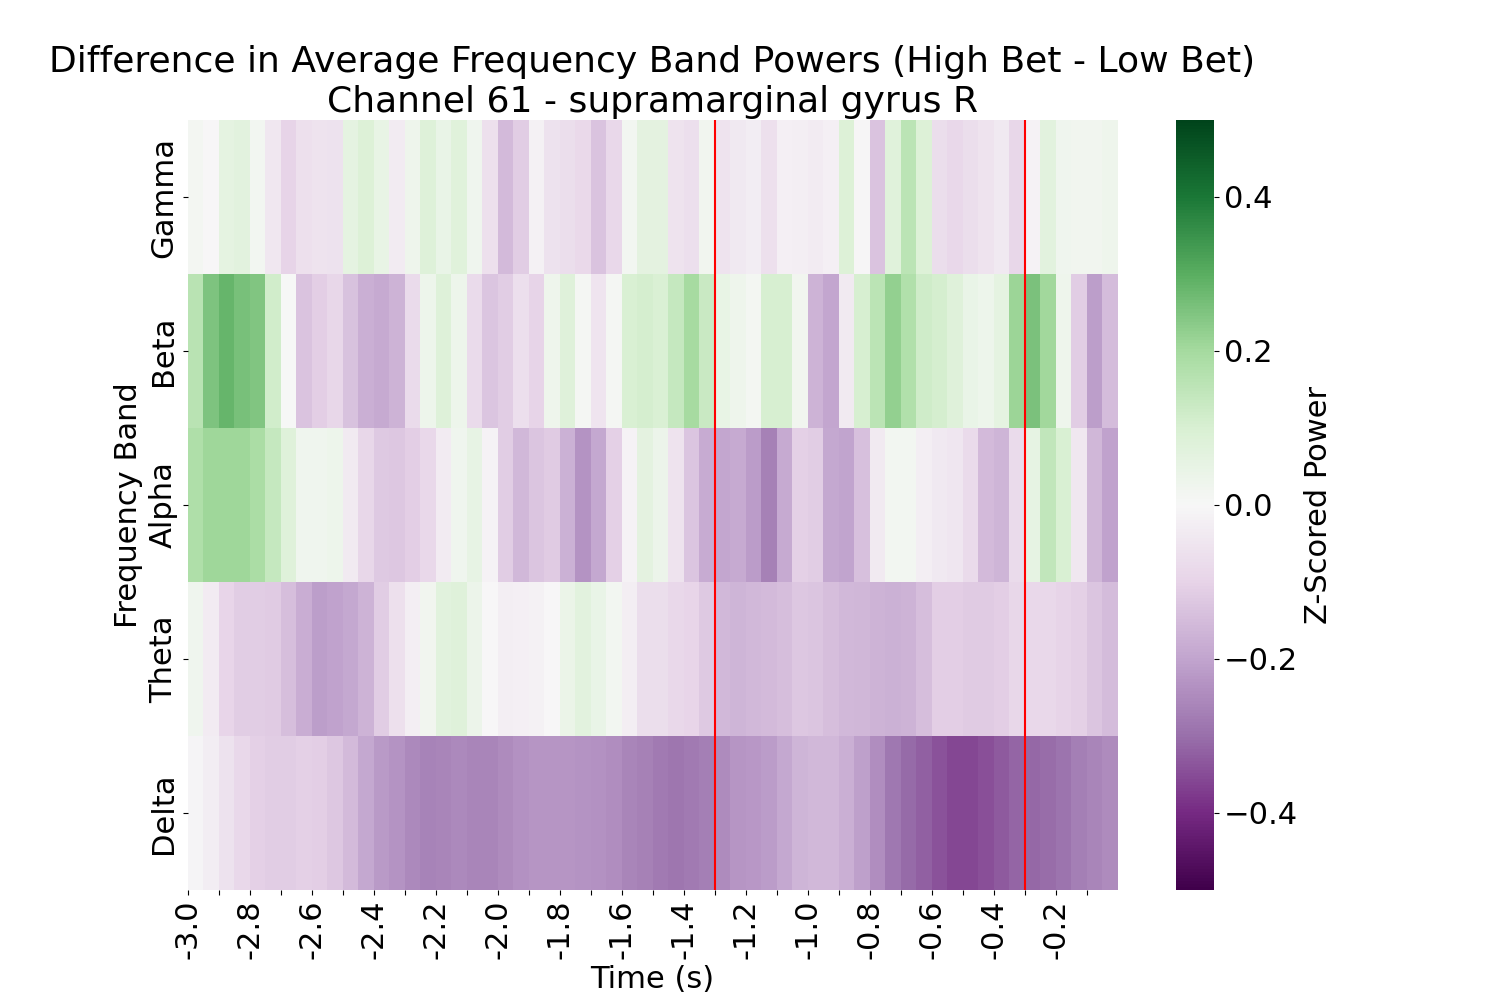 Difference in Average Frequency Band Powers (High Bet - Low Bet)
Channel 61 - supramarginal gyrus R
Frequency Band
Gamma
Beta
Alpha
Theta
Delta
-3.0
-2.8
-2.6
-2.4
-2.2
-2.0
-1.8
-1.6
-1.4
-1.2
-1.0
-0.8
-0.6
-0.4
-0.2
Time (s)
0.4
0.2
0.0
−0.2
−0.4
Z-Scored Power